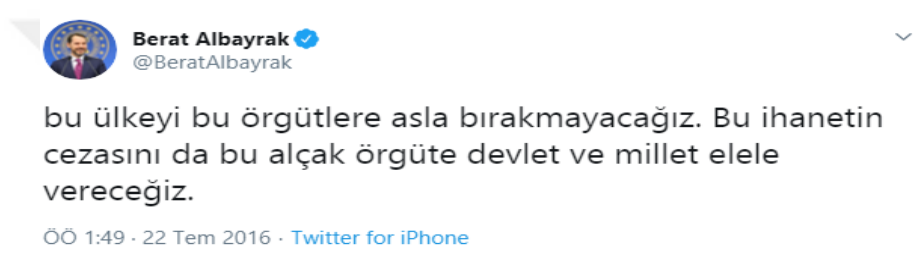 Berat Albayrak
@BeratAlbayrak
bu ülkeyi bu örgütlere asla bırakmayacağız. Bu ihanetin
cezasını da bu alçak örgüte devlet ve millet elele
vereceğiz.
ÖÖ 1:49 · 22 Tem 2016 · Twitter for iPhone